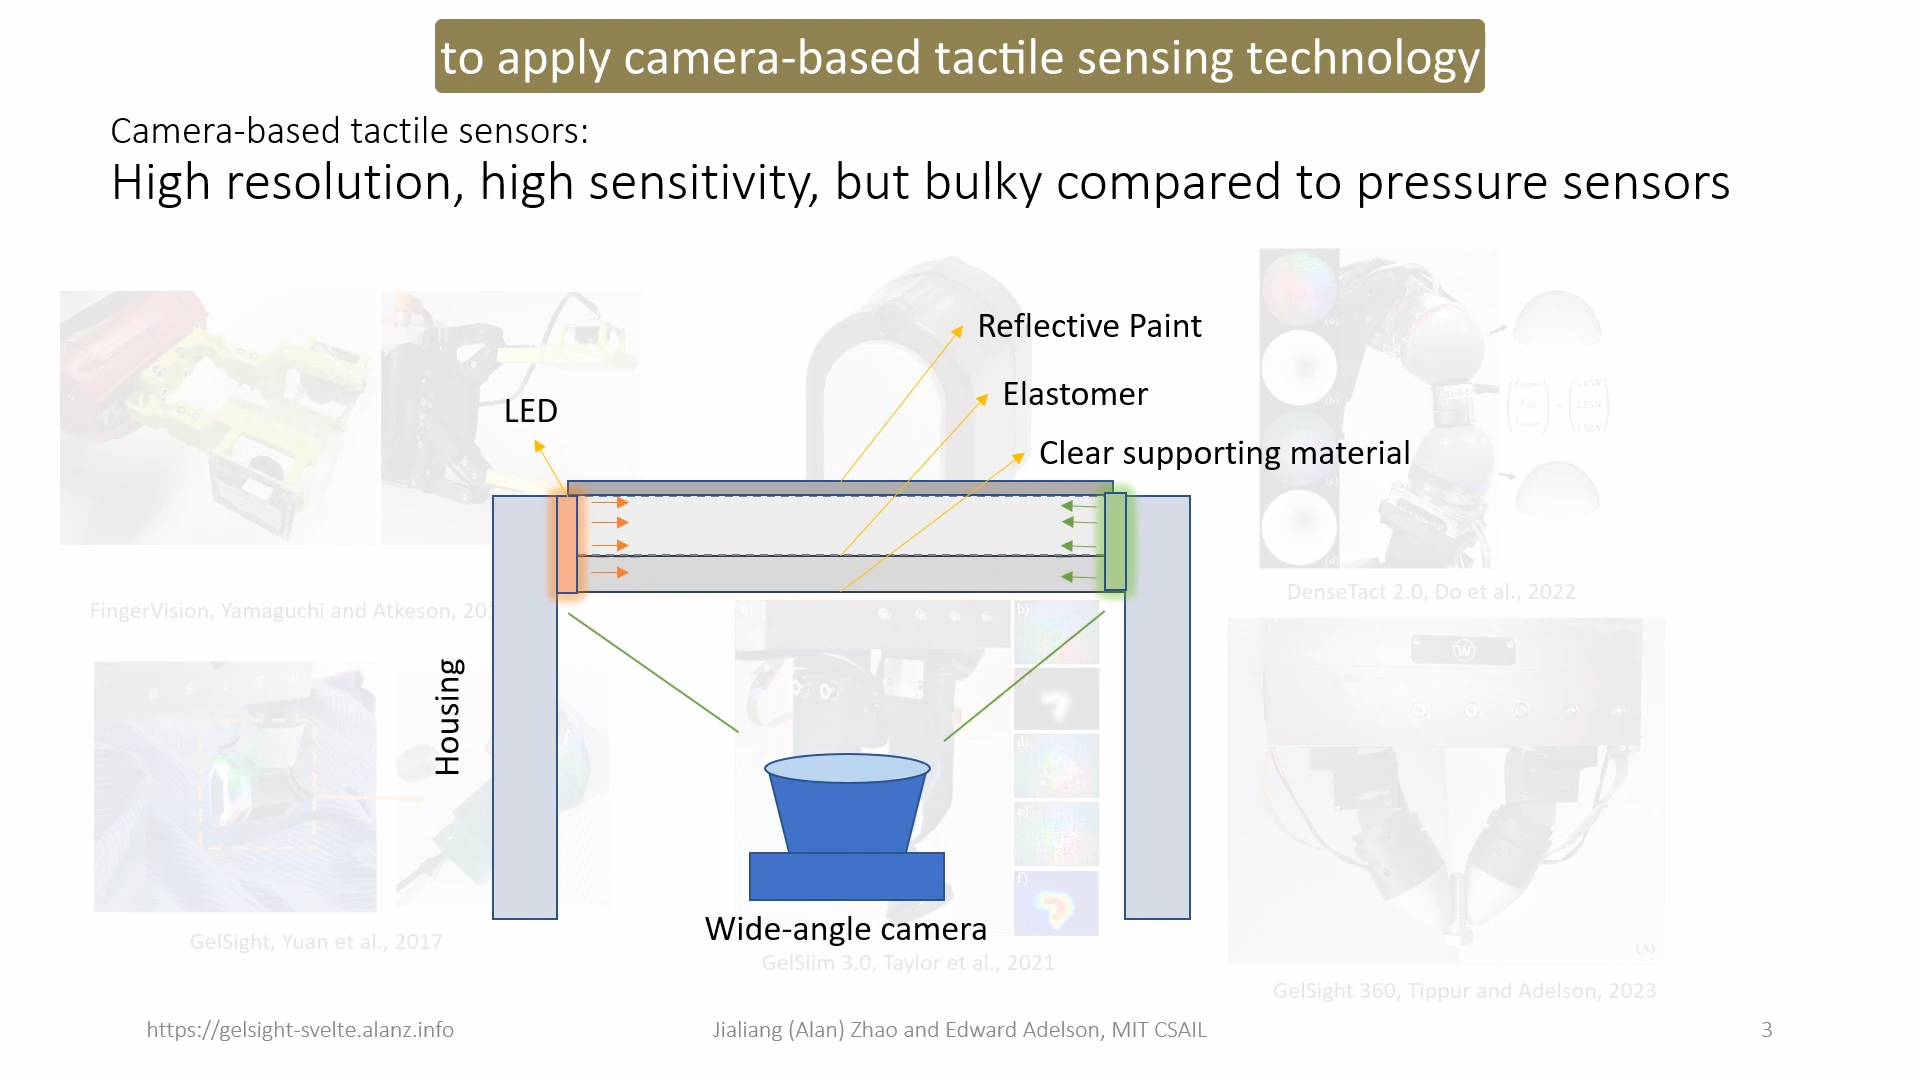 to apply camera-based tactile sensing technology
Camera-based tactile sensors:
High resolution, high sensitivity, but bulky compared to pressure sensors
Reflective Paint
Elastomer
LED
Clear supporting material
DenseTact 2.0, Do et al., 2022
FingerVision, Yamaguchi and Atkeson, 20
Housing
Wide-angle camera
GelSight, Yuan et al., 2017
GelSlim 3.0, Taylor et al., 2021
GelSight 360, Tippur and Adelson, 2023
https://gelsight-svelte.alanz.info
Jialiang (Alan) Zhao and Edward Adelson, MIT CSAIL
3